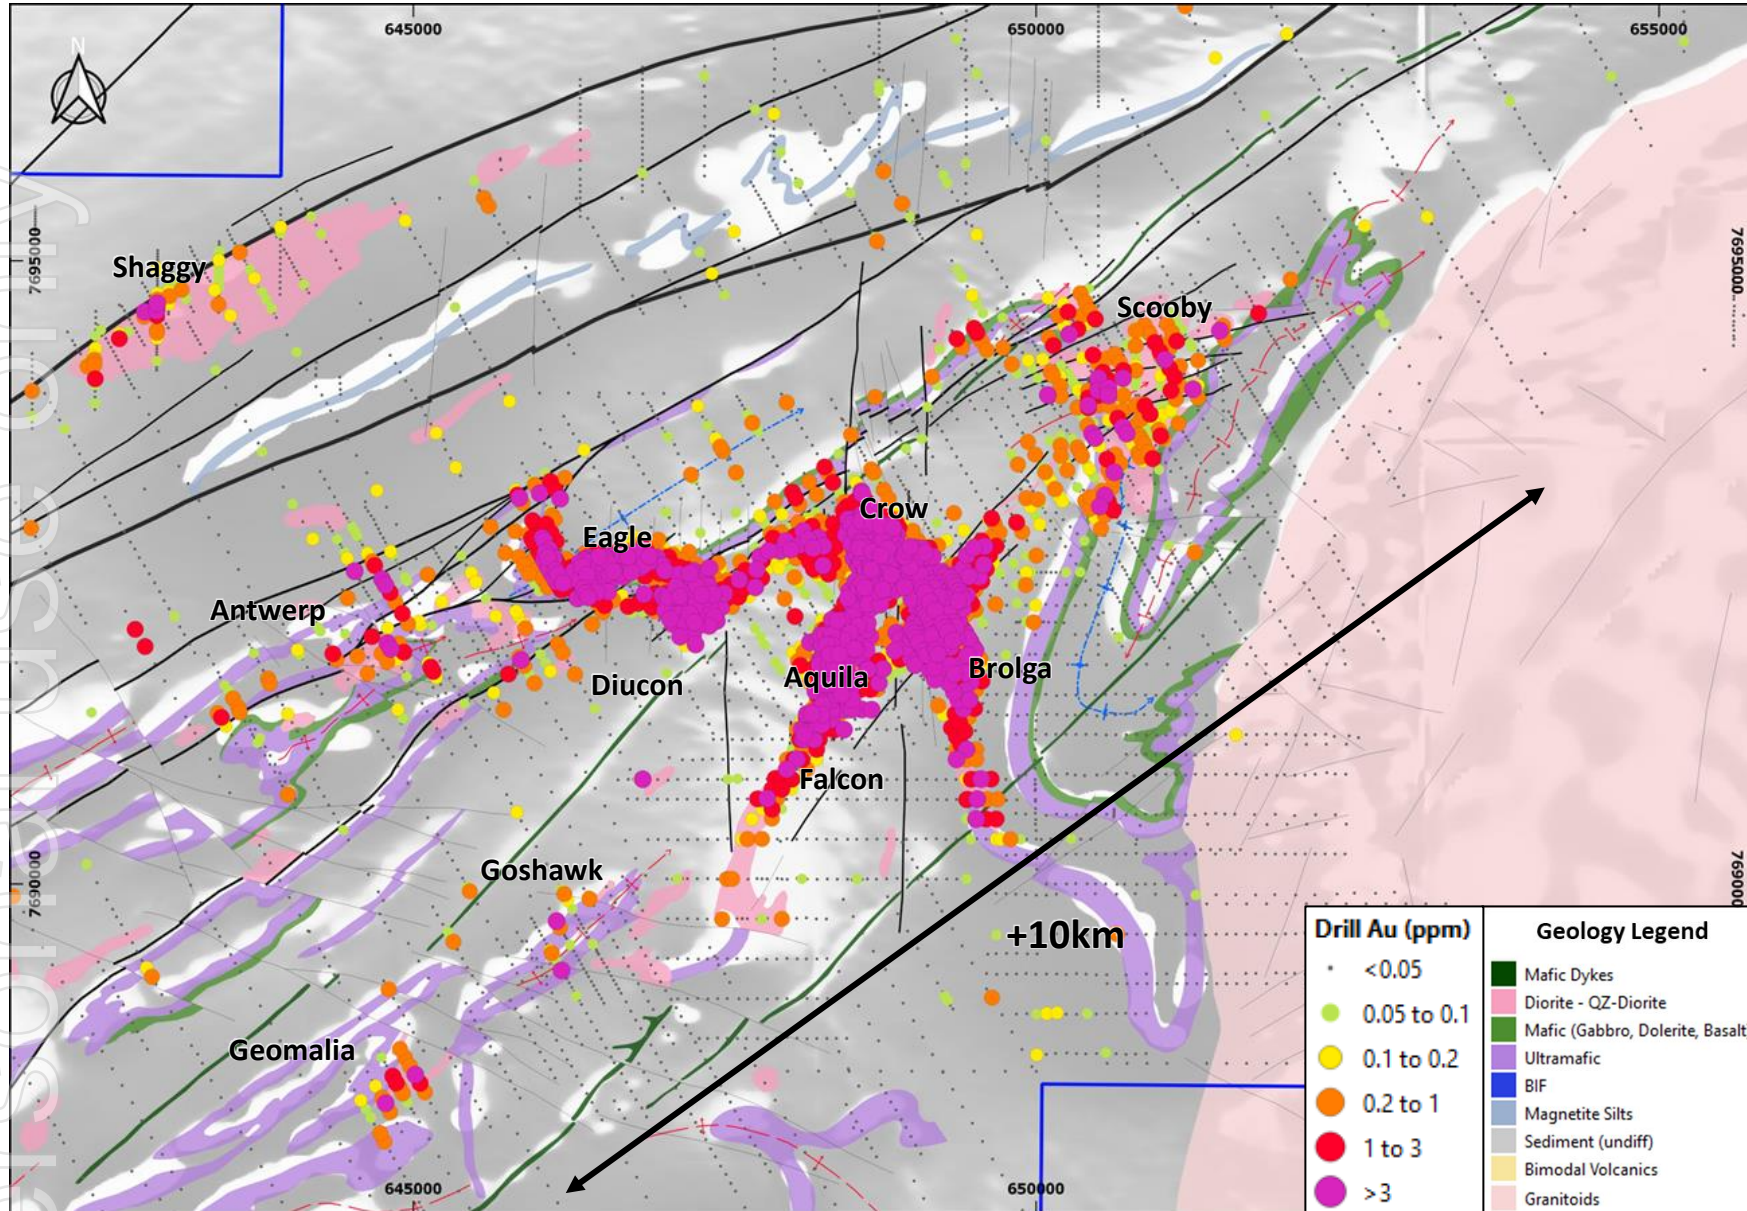 645000
650000
655000
N
7695000
Shaggy
7695000
Scooby
Crow
Eagle
Antwerp
Diucon
Aquila
Brolga
Falcon
Goshawk
7690000
+10km
Geomalia
645000
650000
Drill Au (ppm)
<0.05
0.05 to 0.1
0.1 to 0.2
0.2 to 1
1 to 3
>3
Geology Legend
Mafic Dykes
Diorite - QZ-Diorite
Mafic (Gabbro, Dolerite, Basalt
Ultramafic
BIF
Magnetite Silts
Sediment (undiff)
Bimodal Volcanics
Granitoids
use only